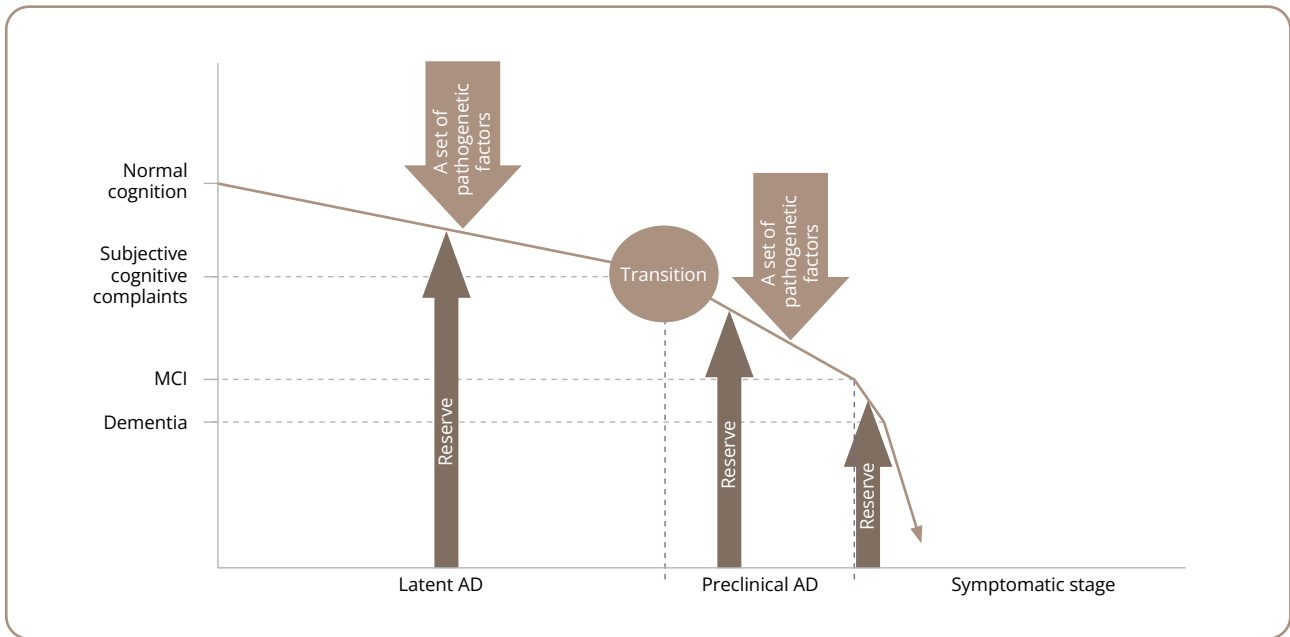 A set of
pathogenetic
factors
Normal
cognition
A set of
pathogenetic
factors
Subjective
cognitive
complaints
Transition
MCI
Dementia
Reserve
Reserve
Reserve
Latent AD
Preclinical AD
Symptomatic stage